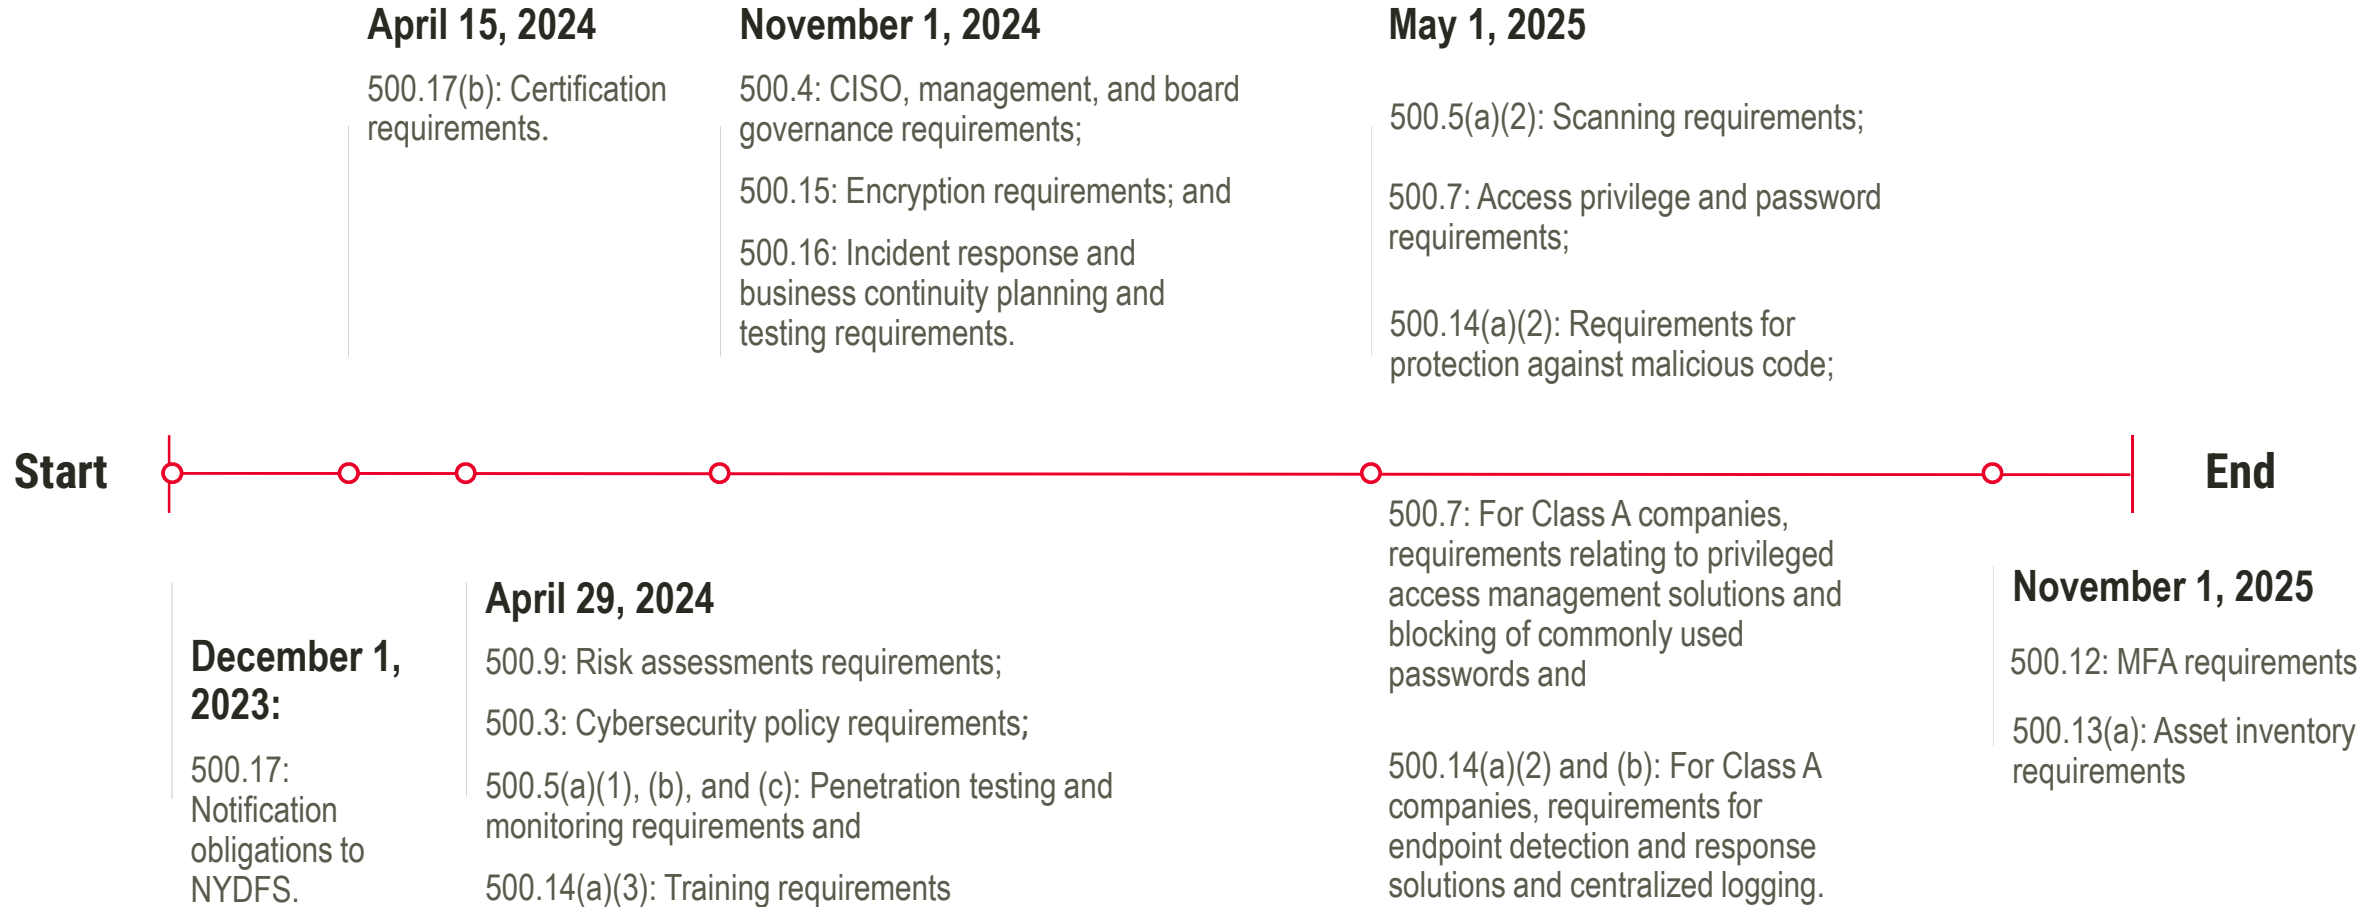 April 15, 2024
500.17(b): Certification
requirements.
November 1, 2024
500.4: CISO, management, and board
governance requirements;
500.15: Encryption requirements; and
500.16: Incident response and
business continuity planning and
testing requirements.
May 1, 2025
500.5(a)(2): Scanning requirements;
500.7: Access privilege and password
requirements;
500.14(a)(2): Requirements for
protection against malicious code;
Start
End
December 1,
2023:
500.17:
Notification
obligations to
NYDFS.
April 29, 2024
500.9: Risk assessments requirements;
500.3: Cybersecurity policy requirements;
500.5(a)(1), (b), and (c): Penetration testing and
monitoring requirements and
500.14(a)(3): Training requirements
500.7: For Class A companies,
requirements relating to privileged
access management solutions and
blocking of commonly used
passwords and
500.14(a)(2) and (b): For Class A
companies, requirements for
endpoint detection and response
solutions and centralized logging.
November 1, 2025
500.12: MFA requirements
500.13(a): Asset inventory
requirements